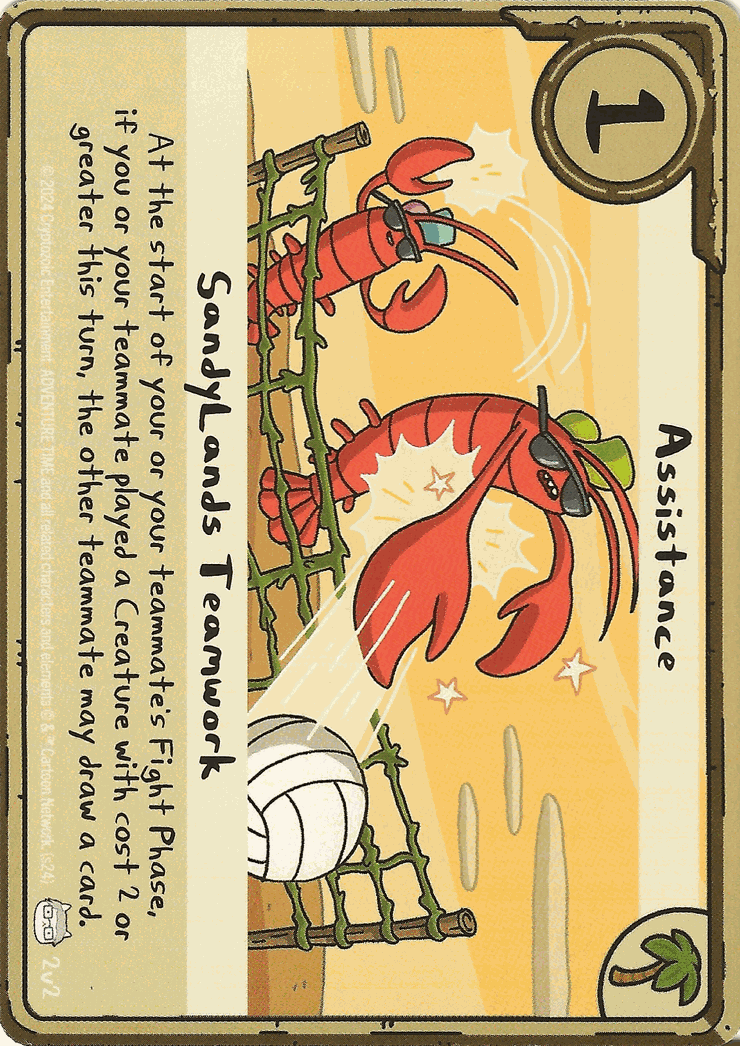 1
Assistance
SandyLands Teamwork
At the start of your or your teammate's Fight Phase,
if you or your teammate played a Creature with cost 2 or
greater this turn, the other teammate may draw a card.
©2024 Cryptozoic Entertainment. ADVENTURE TIME and all related characters and elements © & ™ Cartoon Network (s24)
2v2